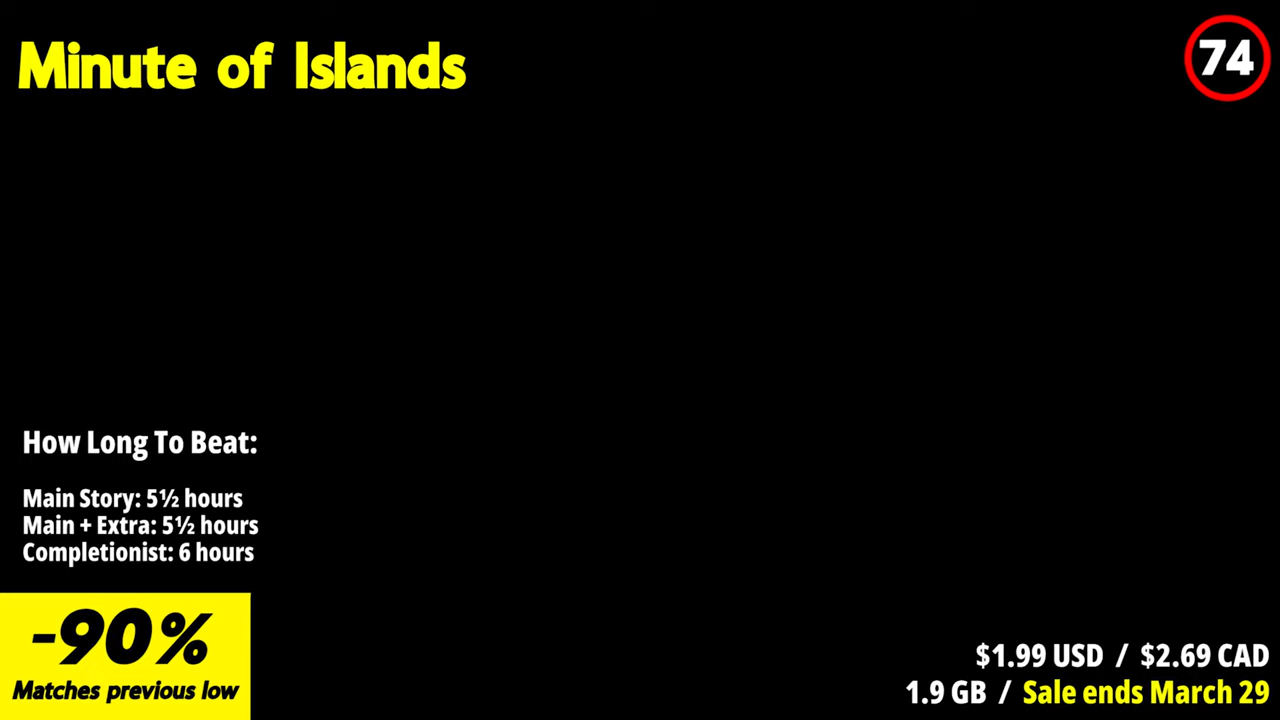 Minute of Islands
74
How Long To Beat:
Main Story: 5½ hours
Main + Extra: 5½ hours
Completionist: 6 hours
-90%
Matches previous low
$1.99 USD / $2.69 CAD
1.9 GB / Sale ends March 29